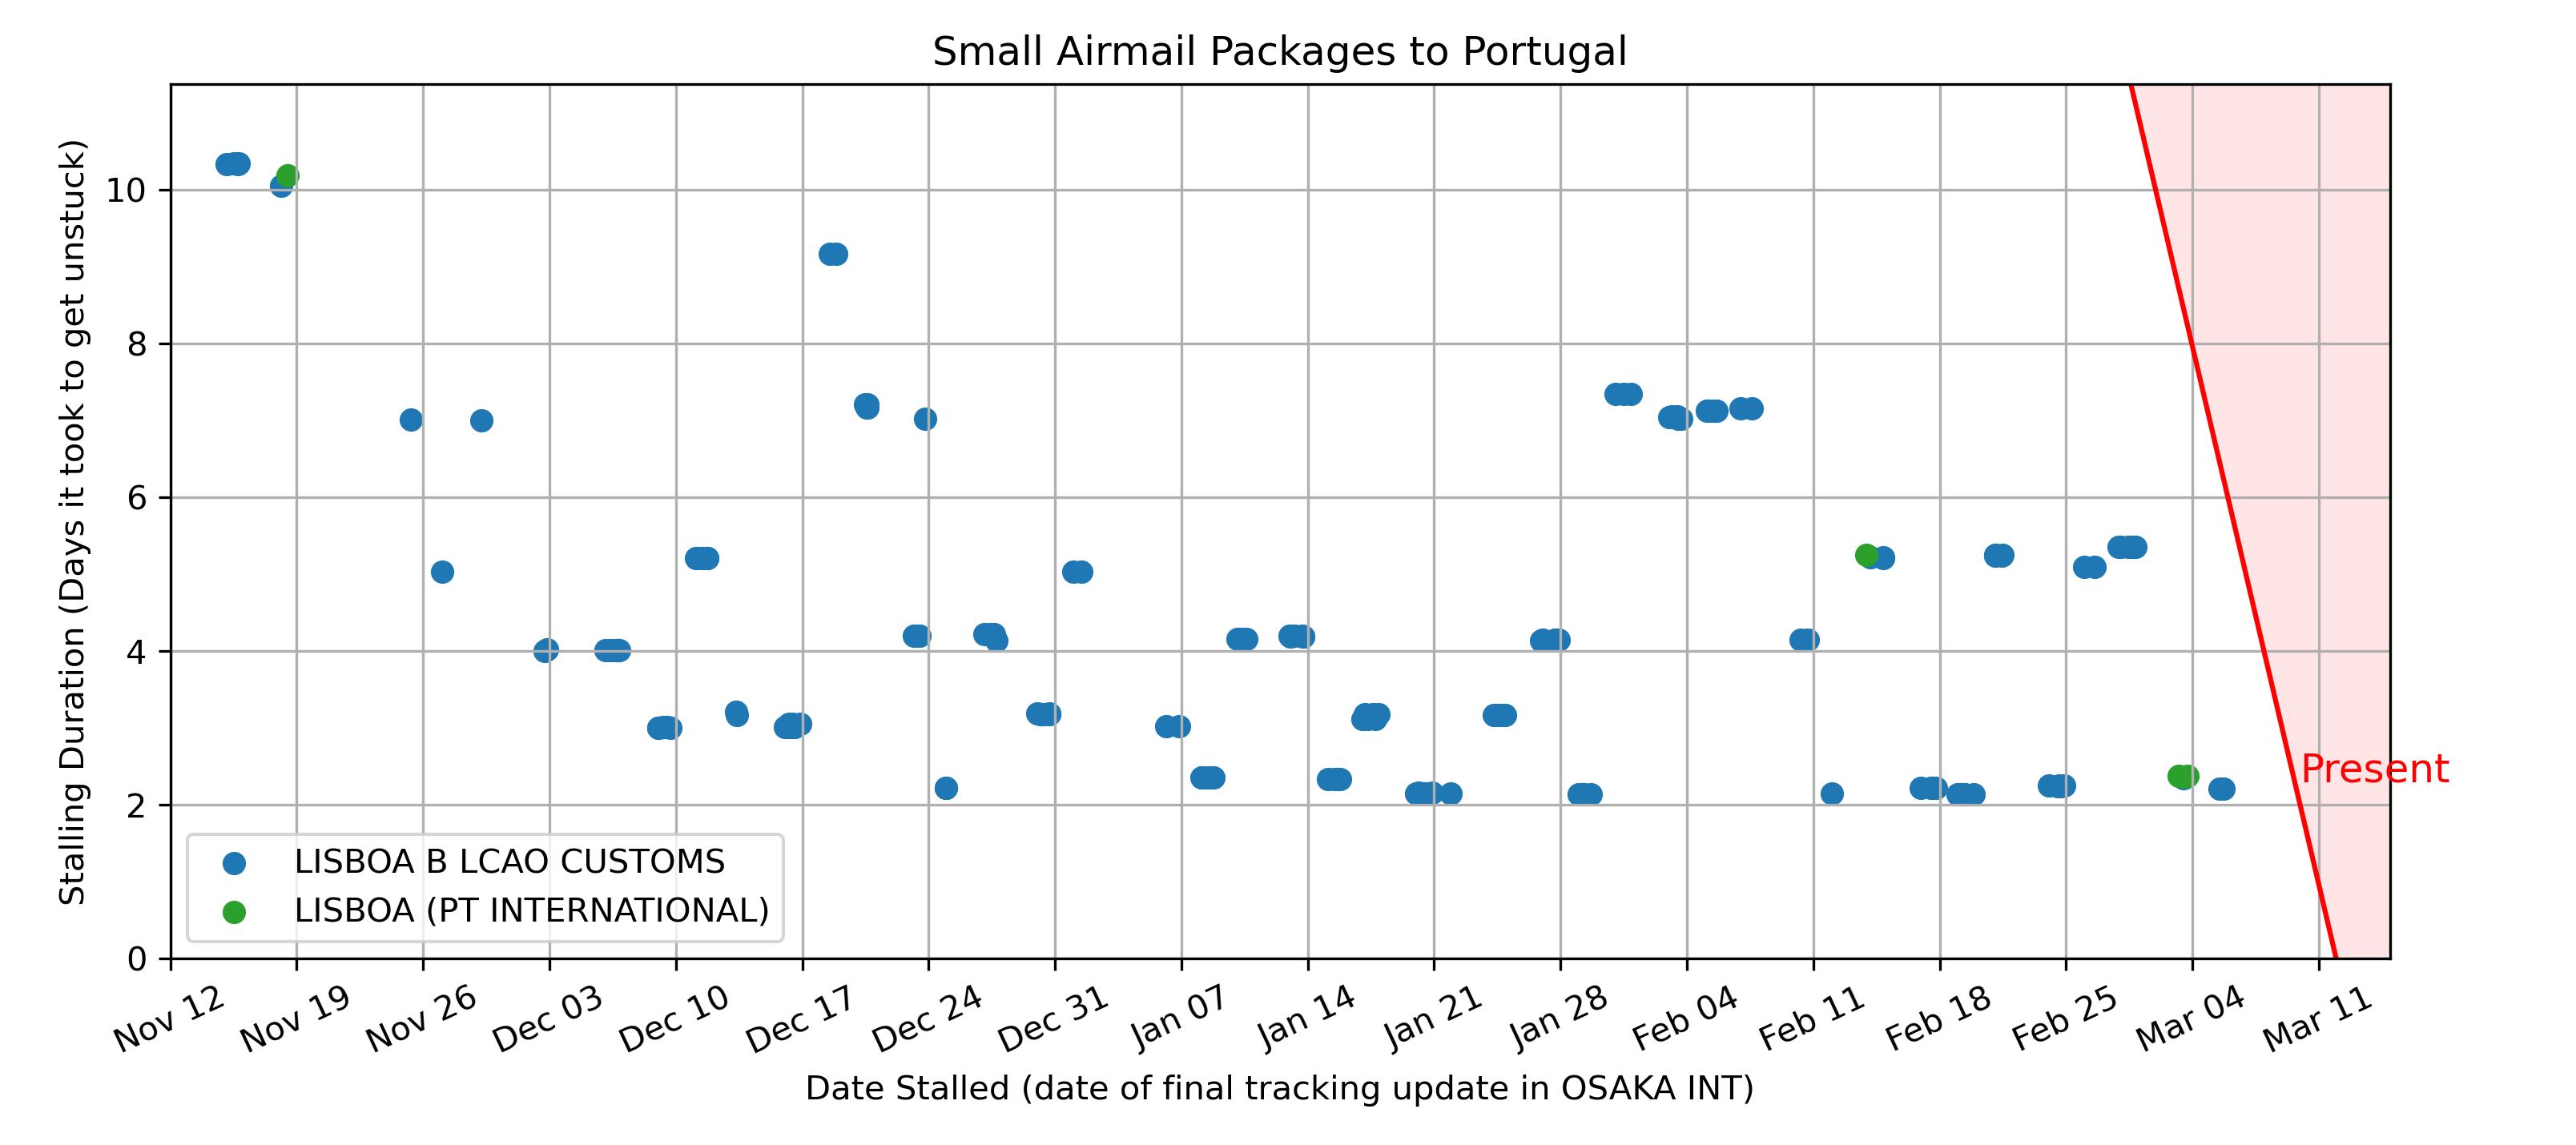 Small Airmail Packages to Portugal
Stalling Duration (Days it took to get unstuck)
10
8
6
4
2
0
Present
LISBOA B LCAO CUSTOMS
LISBOA (PT INTERNATIONAL)
Nov 12
Nov 19
Nov 26
Dec 03
Dec 10
Dec 17
Dec 24
Dec 31
Jan 07
Jan 14
Jan 21
Jan 28
Feb 04
Feb 11
Feb 18
Feb 25
Mar 04
Mar 11
Date Stalled (date of final tracking update in OSAKA INT)